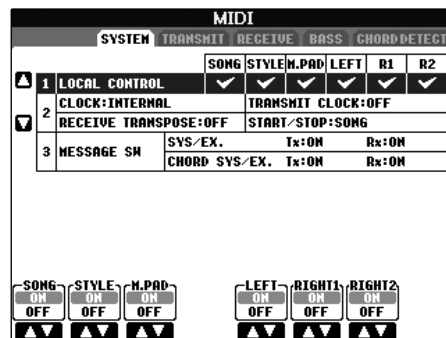 MIDI
SYSTEM TRANSMIT RECEIVE BASS CHORD DETECT
SONG STYLE M.PAD LEFT R1 R2
1 LOCAL CONTROL
2 CLOCK:INTERNAL TRANSMIT CLOCK:OFF
RECEIVE TRANSPOSE:OFF START/STOP:SONG
3 MESSAGE SW SYS/EX. Tx:ON Rx:ON
CHORD SYS/EX. Tx:ON Rx:ON
SONG STYLE M.PAD LEFT RIGHT1 RIGHT2
ON ON ON ON ON ON
OFF OFF OFF OFF OFF OFF